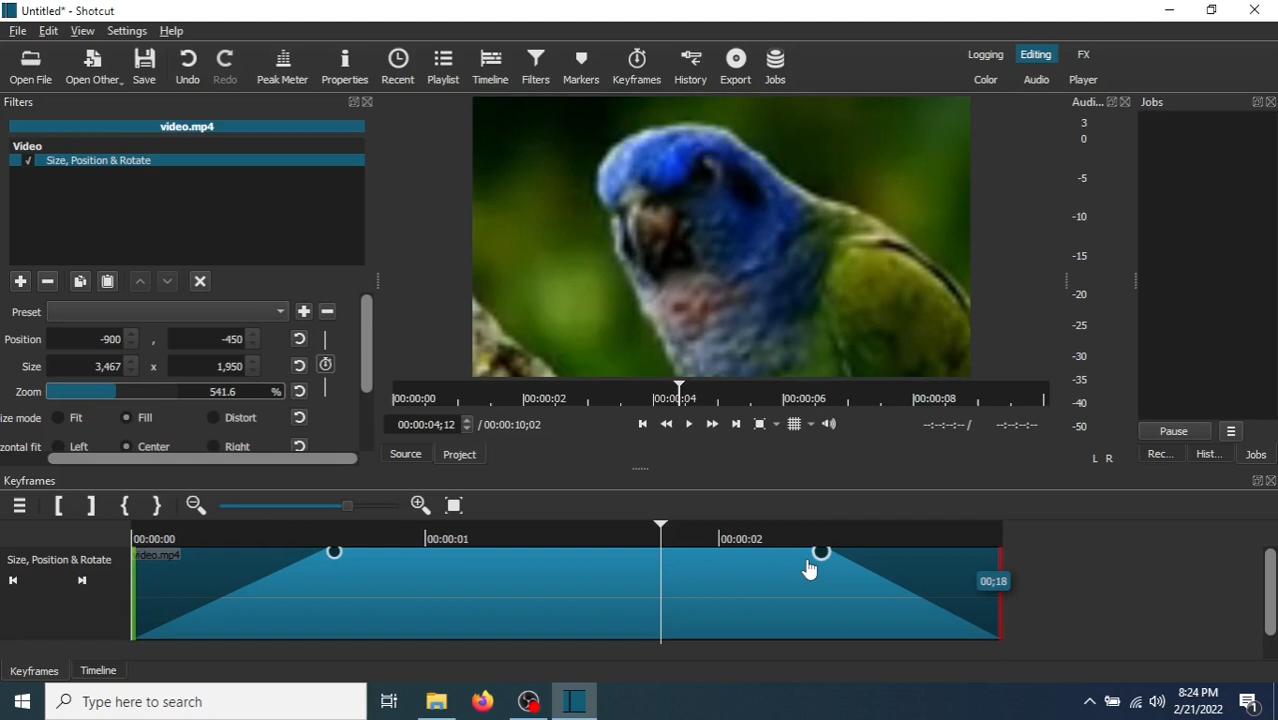 Untitled* - Shotcut
File Edit View Settings Help
Open File Open Other... Save Undo Redo Peak Meter Properties Recent Playlist Timeline Filters Markers Keyframes History Export Jobs
Logging Editing FX
Color Audio Player
Filters
video.mp4
Video
✓ Size, Position & Rotate
Preset
Position -900 , -450
Size 3,467 x 1,950
Zoom 541.6 %
ize mode Fit Fill Distort
zontal fit Left Center Right
00:00:00 00:00:02 00:00:04 00:00:06 00:00:08
00:00:04;12 / 00:00:10;02
--:--:--:-- / --:--:--:--
Source Project
Audi...
3
0
-5
-10
-15
-20
-25
-30
-35
-40
-50
L R
Jobs
Pause
Rec... Hist... Jobs
Keyframes
00:00:00 00:00:01 00:00:02
Size, Position & Rotate
video.mp4
00;18
Keyframes Timeline
Type here to search
8:24 PM
2/21/2022
1